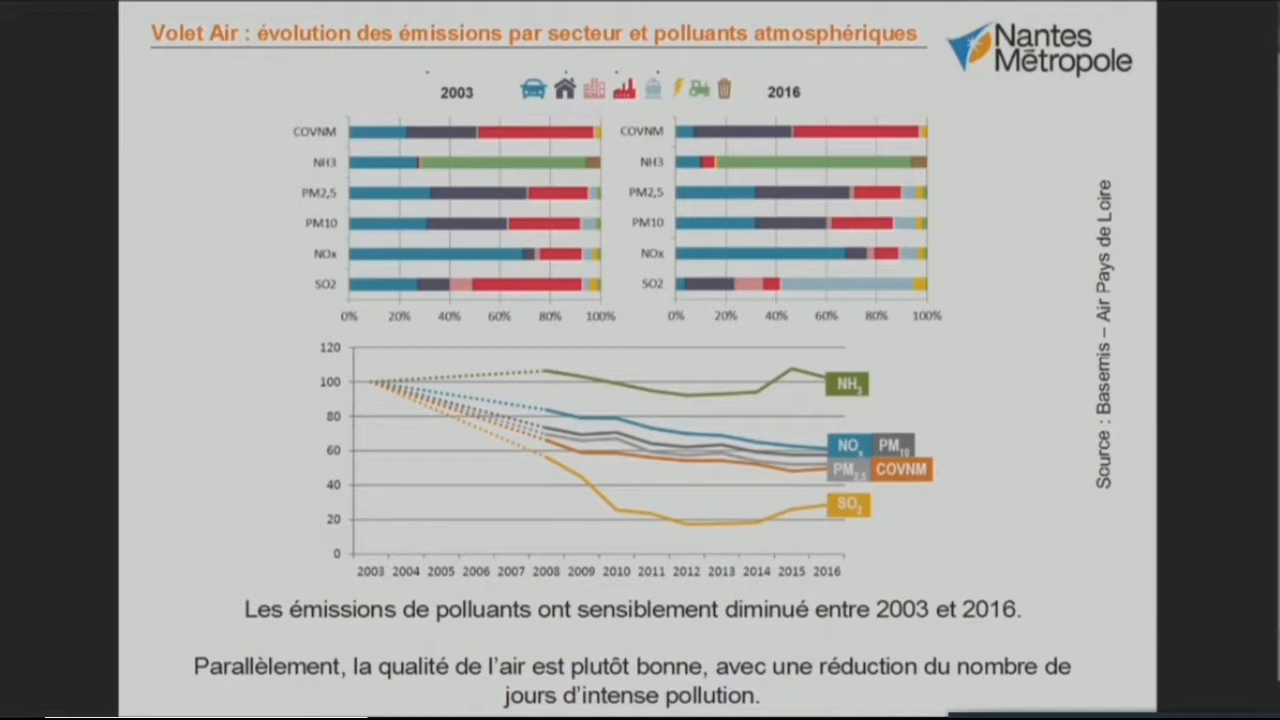 Volet Air : évolution des émissions par secteur et polluants atmosphériques
Nantes
Métropole
2003
2016
COVNM
NH3
PM2,5
PM10
NOx
SO2
0% 20% 40% 60% 80% 100%
COVNM
NH3
PM2,5
PM10
NOx
SO2
0% 20% 40% 60% 80% 100%
120
100
80
60
40
20
0
NH3
NOx PM10
PM2.5 COVNM
SO2
2003 2004 2005 2006 2007 2008 2009 2010 2011 2012 2013 2014 2015 2016
Source : Basemis – Air Pays de Loire
Les émissions de polluants ont sensiblement diminué entre 2003 et 2016.
Parallèlement, la qualité de l'air est plutôt bonne, avec une réduction du nombre de
jours d'intense pollution.